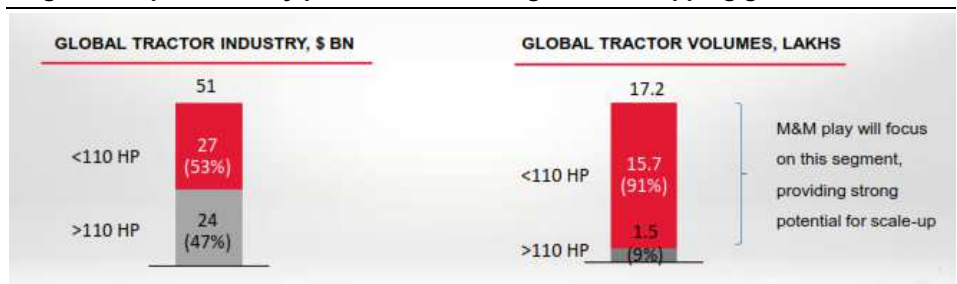 GLOBAL TRACTOR INDUSTRY, $ BN
51
<110 HP
27
(53%)
>110 HP
24
(47%)
GLOBAL TRACTOR VOLUMES, LAKHS
17.2
<110 HP
15.7
(91%)
>110 HP
1.5
(9%)
M&M play will focus
on this segment,
providing strong
potential for scale-up